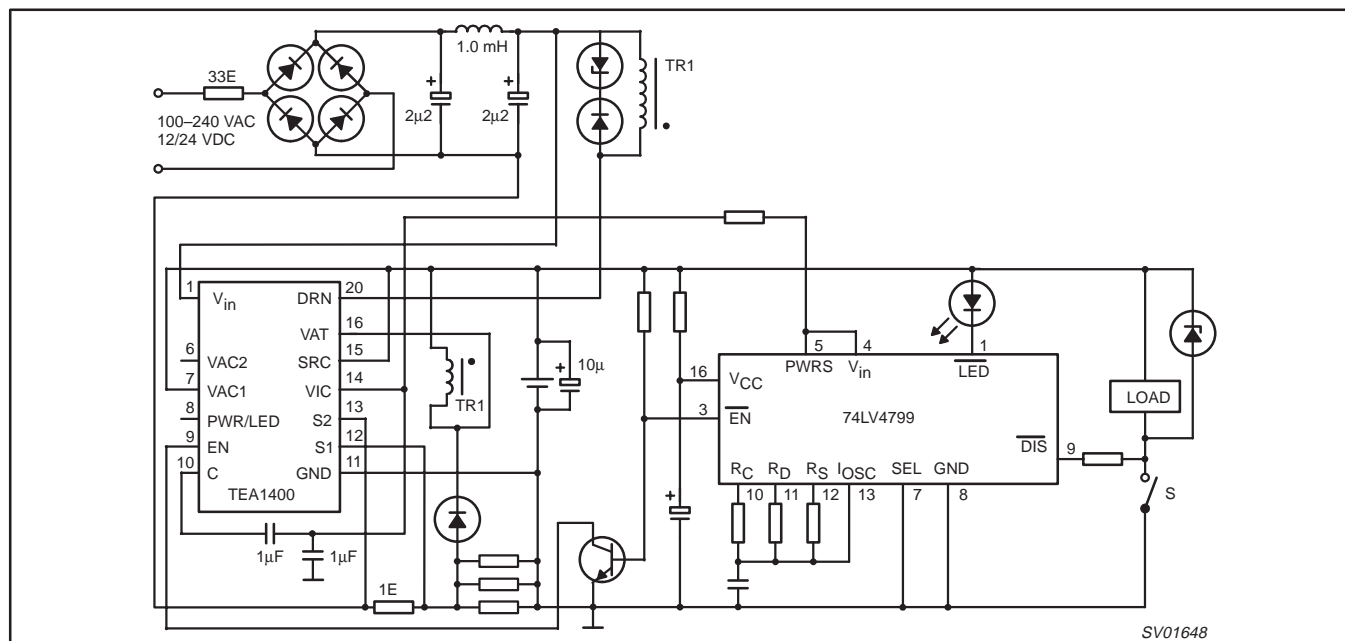 1.0 mH
TR1
33E
2μ2
2μ2
100–240 VAC
12/24 VDC
1
Vin
DRN
20
VAT
16
6
VAC2
SRC
15
7
VAC1
VIC
14
8
PWR/LED
S2
13
9
EN
S1
12
10
C
GND
11
TEA1400
TR1
10μ
1μF
1μF
1E
5
4
1
PWRS
Vin
LED
16
VCC
3
EN
74LV4799
DIS
9
RC
RD
RS
IOSC
SEL
GND
10
11
12
13
7
8
LOAD
S
SV01648